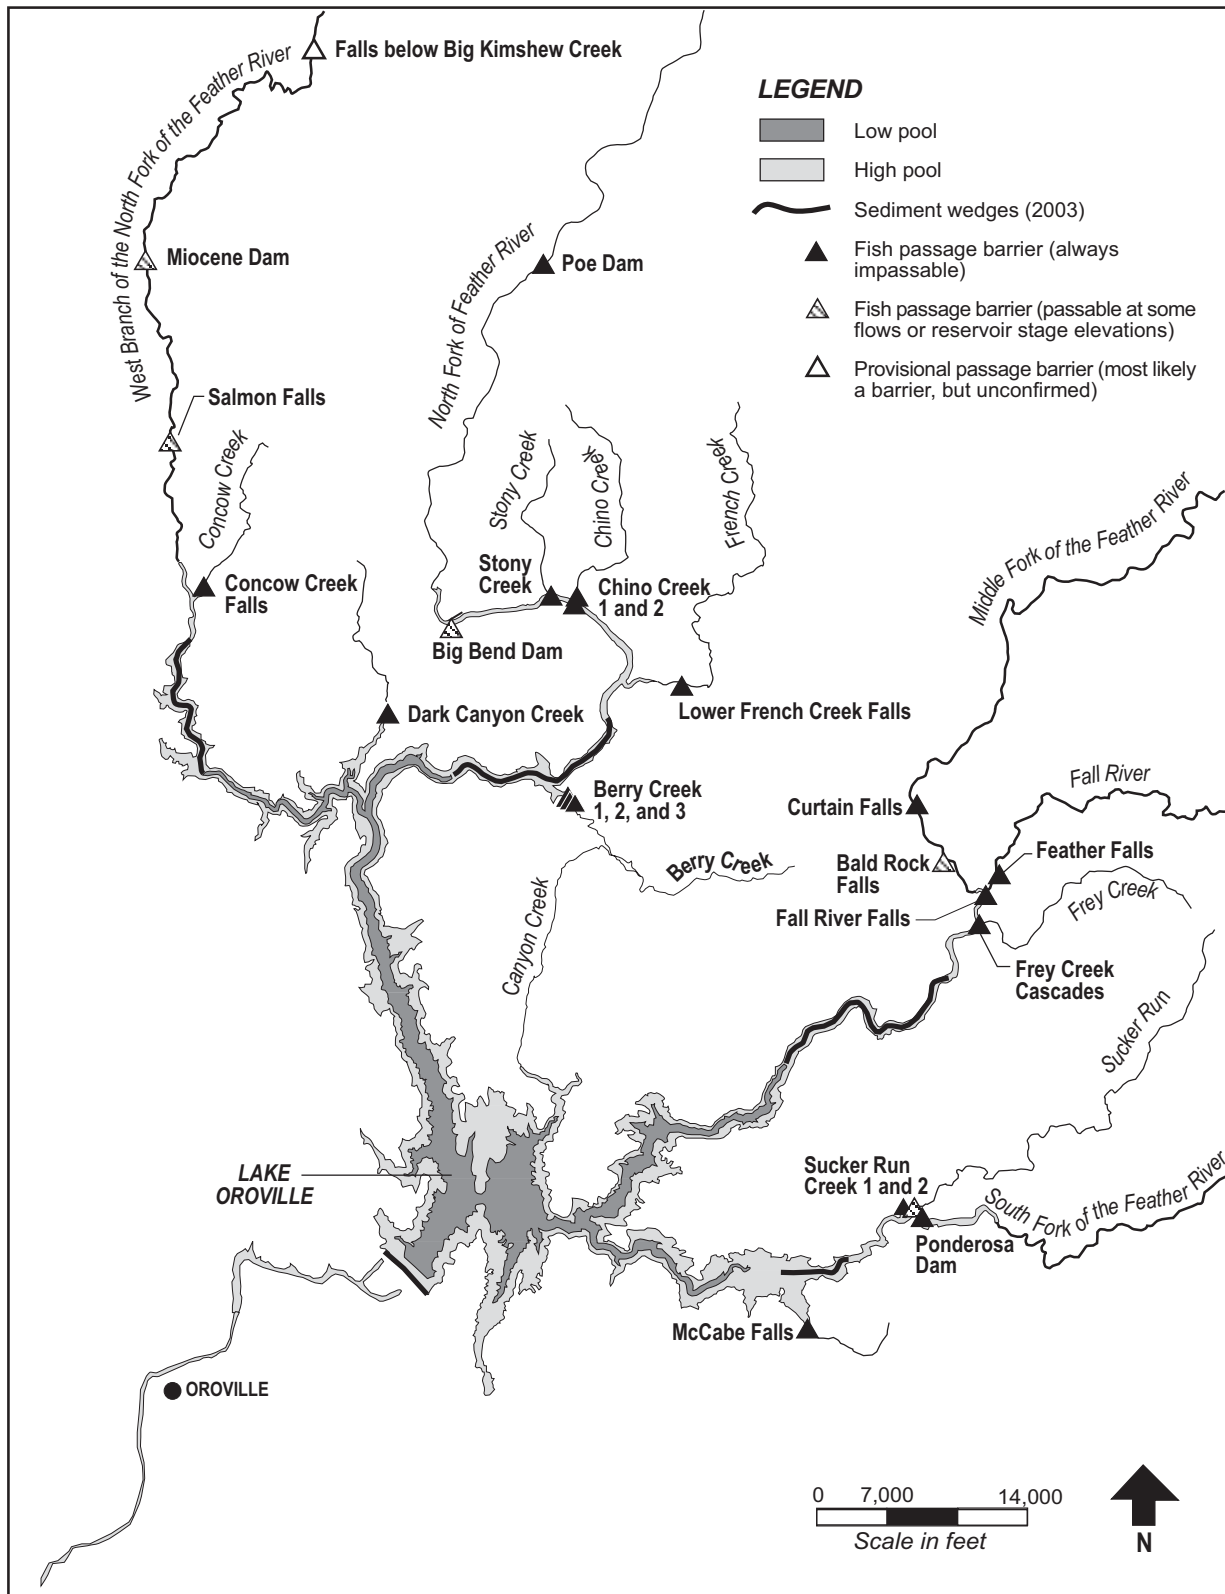 Falls below Big Kimshew Creek
West Branch of the North Fork of the Feather River
LEGEND
Low pool
High pool
Sediment wedges (2003)
Fish passage barrier (always
impassable)
Fish passage barrier (passable at some
flows or reservoir stage elevations)
Provisional passage barrier (most likely
a barrier, but unconfirmed)
Miocene Dam
North Fork of Feather River
Poe Dam
Salmon Falls
Concow Creek
Stony Creek
Chino Creek
French Creek
Middle Fork of the Feather River
Concow Creek
Falls
Stony
Creek
Chino Creek
1 and 2
Big Bend Dam
Dark Canyon Creek
Lower French Creek Falls
Berry Creek
1, 2, and 3
Curtain Falls
Fall River
Berry Creek
Bald Rock
Falls
Feather Falls
Fall River Falls
Frey Creek
Canyon Creek
Frey Creek
Cascades
Sucker Run
LAKE
OROVILLE
Sucker Run
Creek 1 and 2
South Fork of the Feather River
Ponderosa
Dam
McCabe Falls
OROVILLE
0 7,000 14,000
Scale in feet
N